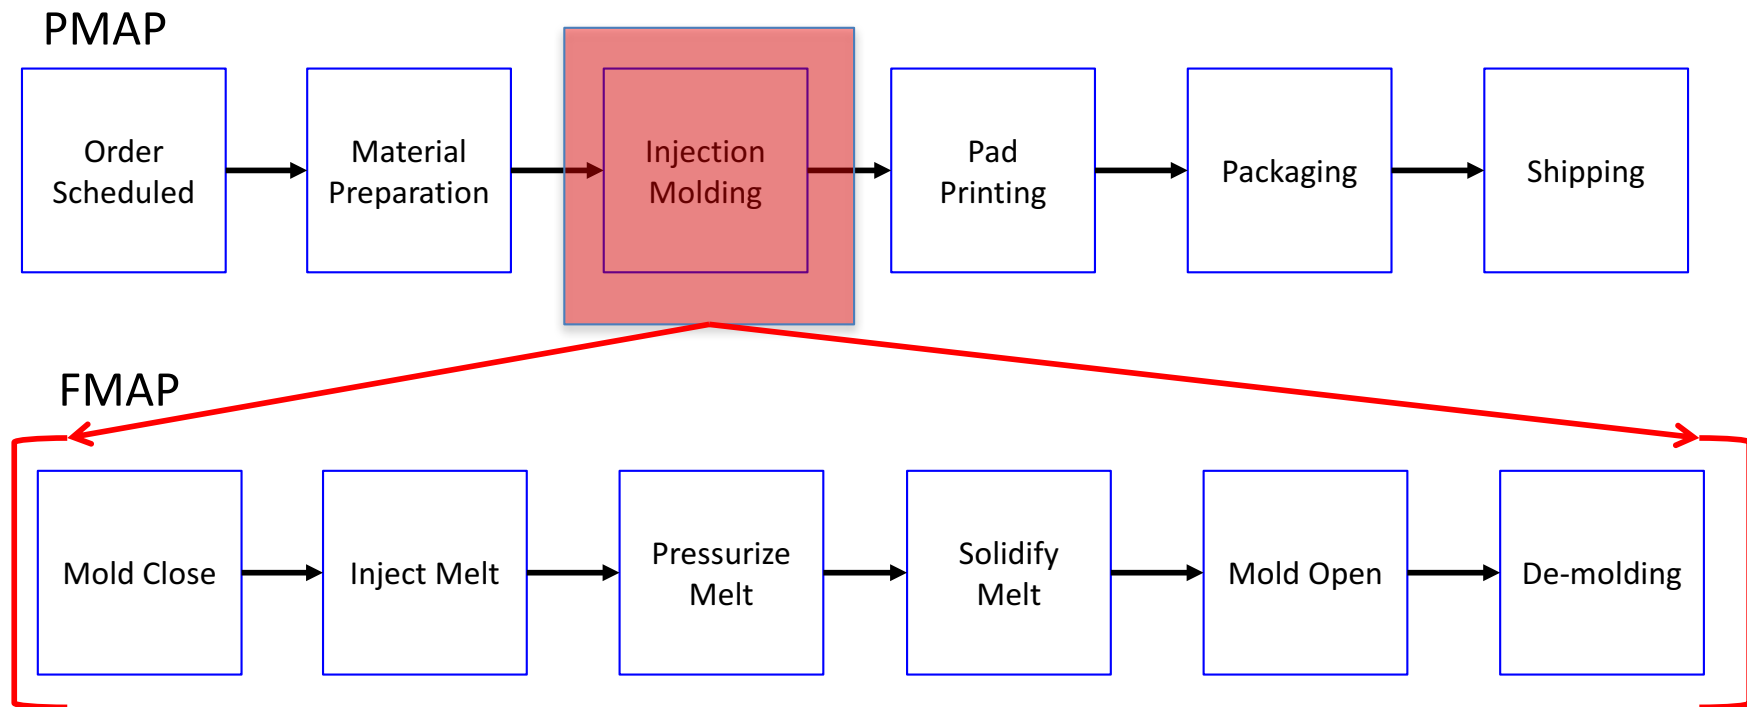 PMAP
Order
Scheduled
Material
Preparation
Injection
Molding
Pad
Printing
Packaging
Shipping
FMAP
Mold Close
Inject Melt
Pressurize
Melt
Solidify
Melt
Mold Open
De-molding